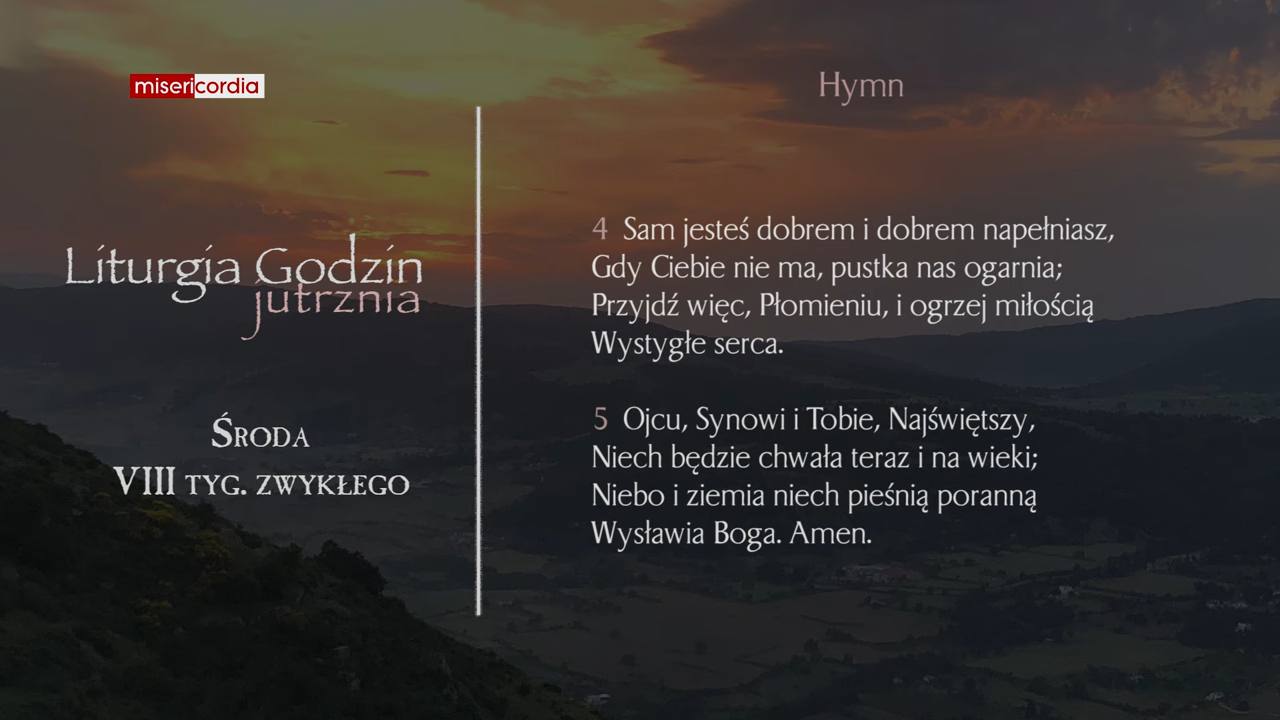 misericordia
Liturgia Godzin
jutrznia
Środa
VIII tyg. zwykłego
Hymn
4 Sam jesteś dobrem i dobrem napełniasz,
Gdy Ciebie nie ma, pustka nas ogarnia;
Przyjdź więc, Płomieniu, i ogrzej miłością
Wystygłe serca.
5 Ojcu, Synowi i Tobie, Najświętszy,
Niech będzie chwała teraz i na wieki;
Niebo i ziemia niech pieśnią poranną
Wysławia Boga. Amen.